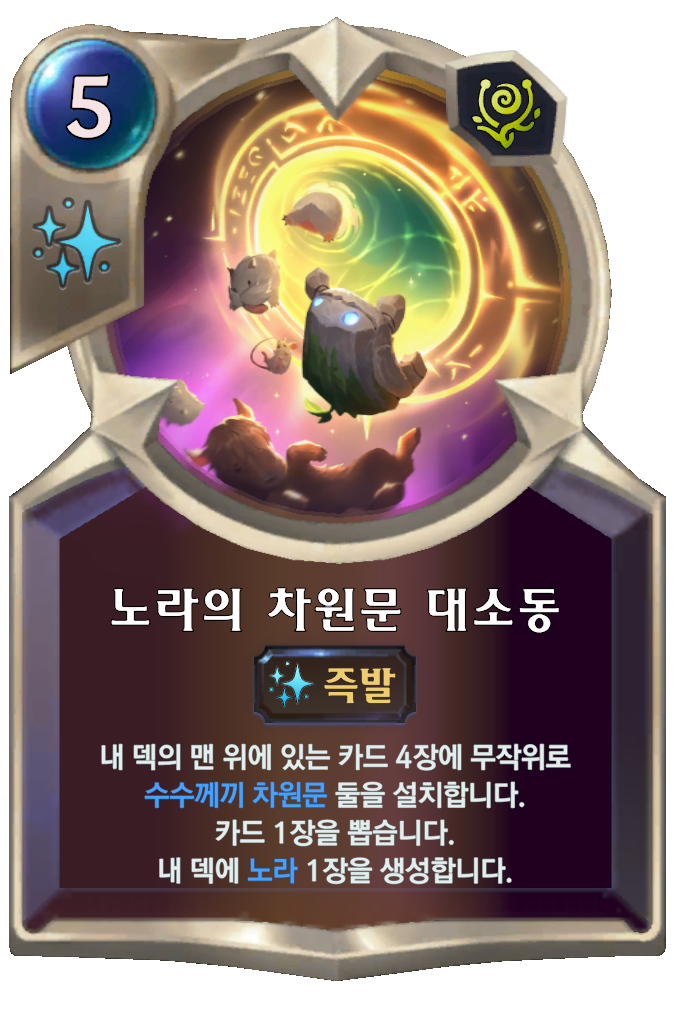 5
노라의 차원문 대소동
즉발
내 덱의 맨 위에 있는 카드 4장에 무작위로
수수께끼 차원문 둘을 설치합니다.
카드 1장을 뽑습니다.
내 덱에 노라 1장을 생성합니다.